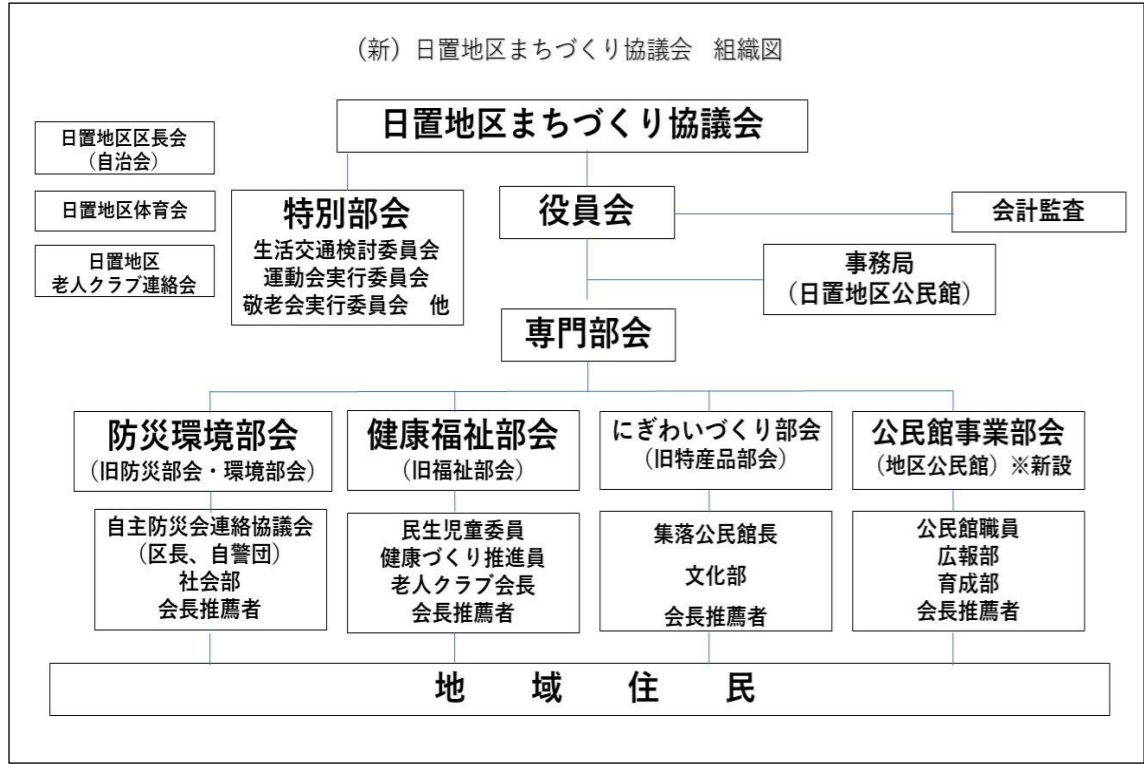 （新）日置地区まちづくり協議会　組織図
日置地区まちづくり協議会
日置地区区長会
（自治会）
日置地区体育会
日置地区
老人クラブ連絡会
特別部会
生活交通検討委員会
運動会実行委員会
敬老会実行委員会　他
役員会
会計監査
事務局
（日置地区公民館）
専門部会
防災環境部会
（旧防災部会・環境部会）
健康福祉部会
（旧福祉部会）
にぎわいづくり部会
（旧特産品部会）
公民館事業部会
（地区公民館）※新設
自主防災会連絡協議会
（区長、自警団）
社会部
会長推薦者
民生児童委員
健康づくり推進員
老人クラブ会長
会長推薦者
集落公民館長
文化部
会長推薦者
公民館職員
広報部
育成部
会長推薦者
地　域　住　民